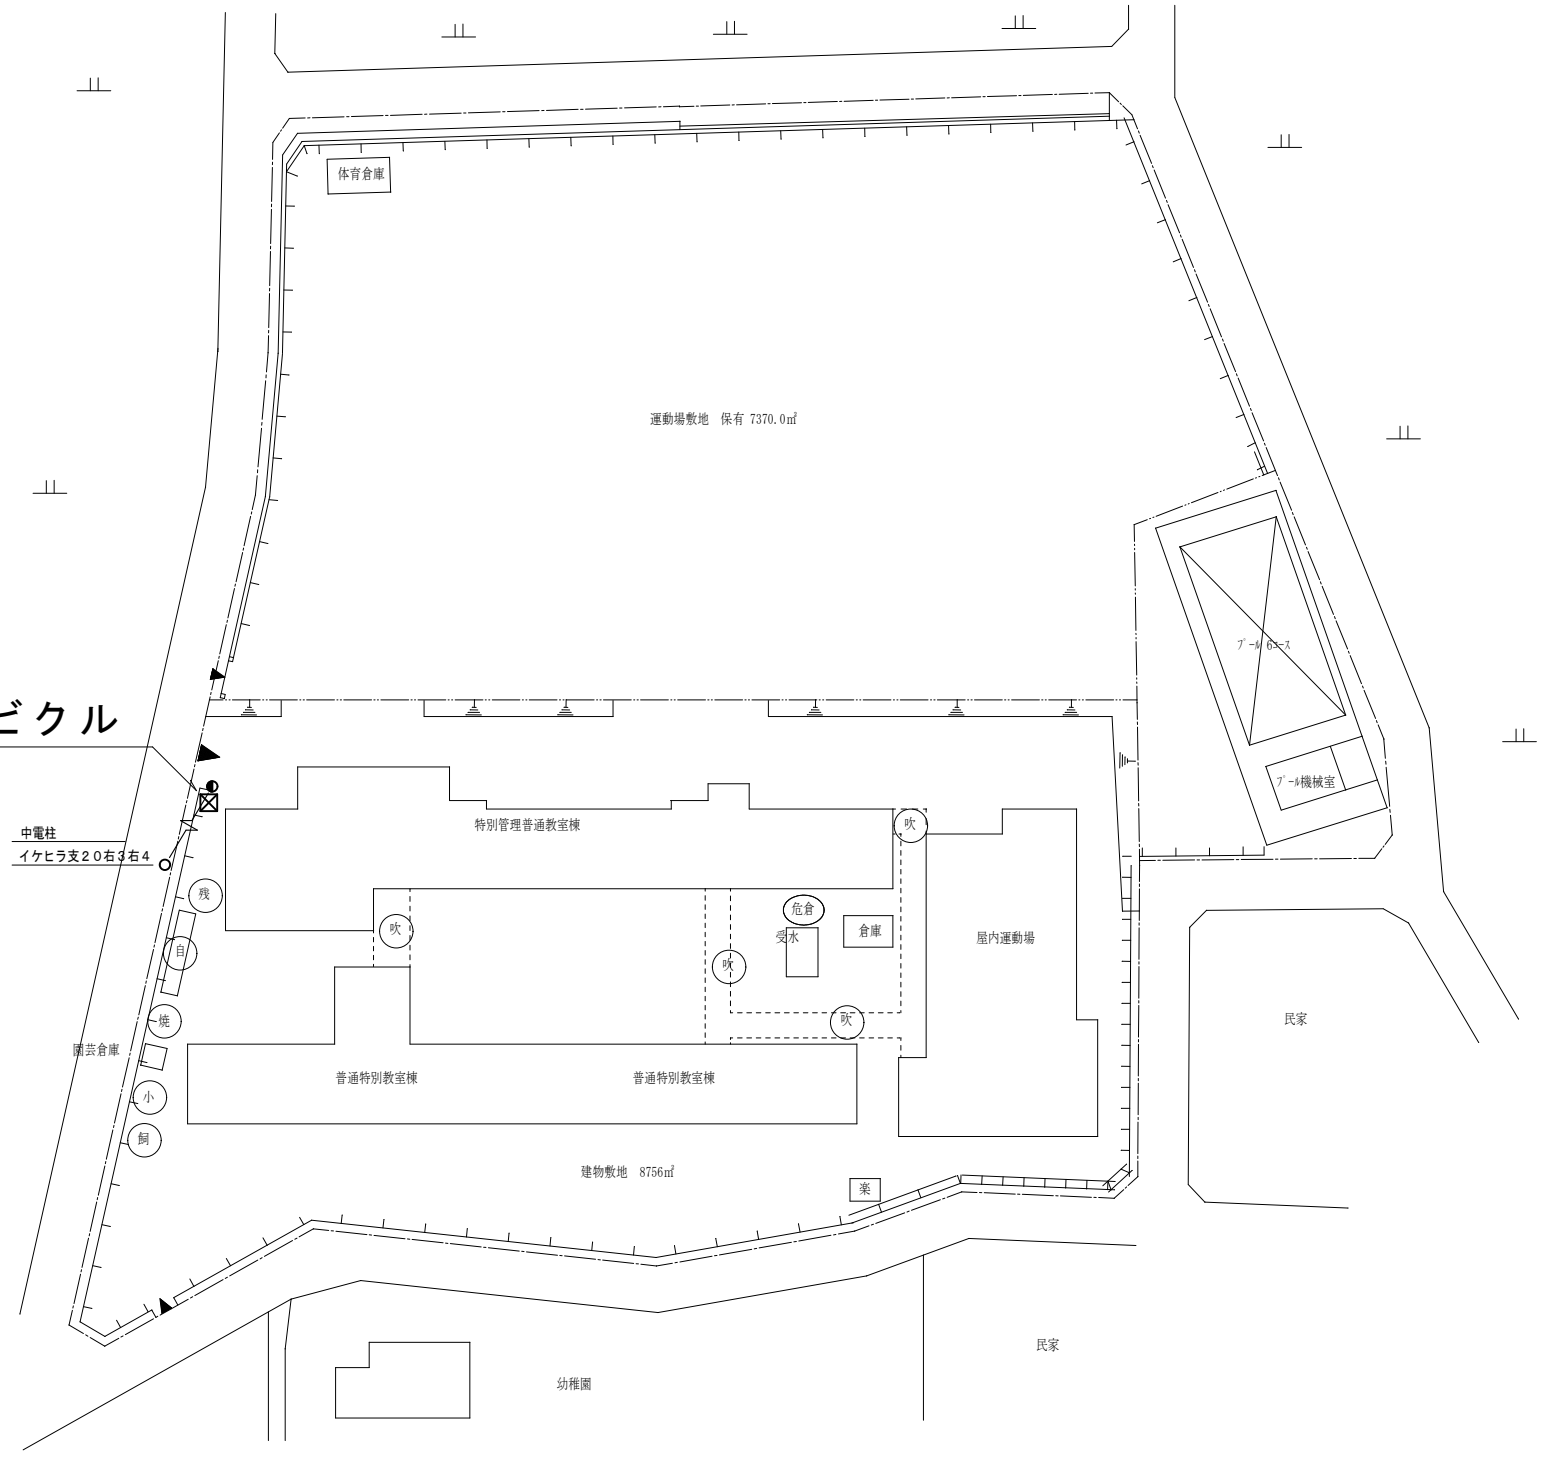 体育倉庫
運動場敷地　保有 7370.0㎡
プール 6コース
ビクル
プール機械室
中電柱
イケヒラ支２０右３右４
特別管理普通教室棟
吹
残
危倉
吹
倉庫
受水
屋内運動場
自
吹
焼
吹
民家
園芸倉庫
普通特別教室棟
普通特別教室棟
小
飼
建物敷地　8756㎡
楽
民家
幼稚園